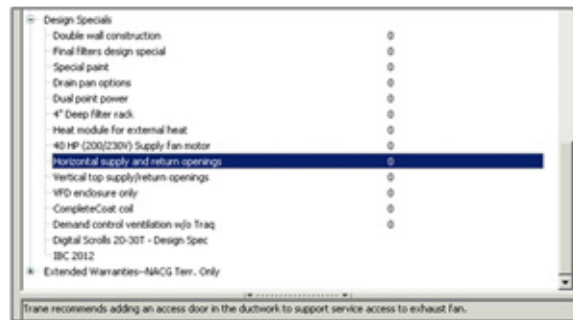 Design Specials
Double wall construction 0
Final filters design special 0
Special paint 0
Drain pan options 0
Dual point power 0
4" Deep filter rack 0
Heat module for external heat 0
40 HP (200/230V) Supply fan motor 0
Horizontal supply and return openings 0
Vertical top supply/return openings 0
VFD enclosure only 0
CompleteCoat coil 0
Demand control ventilation w/o Traq 0
Digital Scrolls 20-30T - Design Spec
IBC 2012
Extended Warranties--NACG Terr. Only
Trane recommends adding an access door in the ductwork to support service access to exhaust fan.